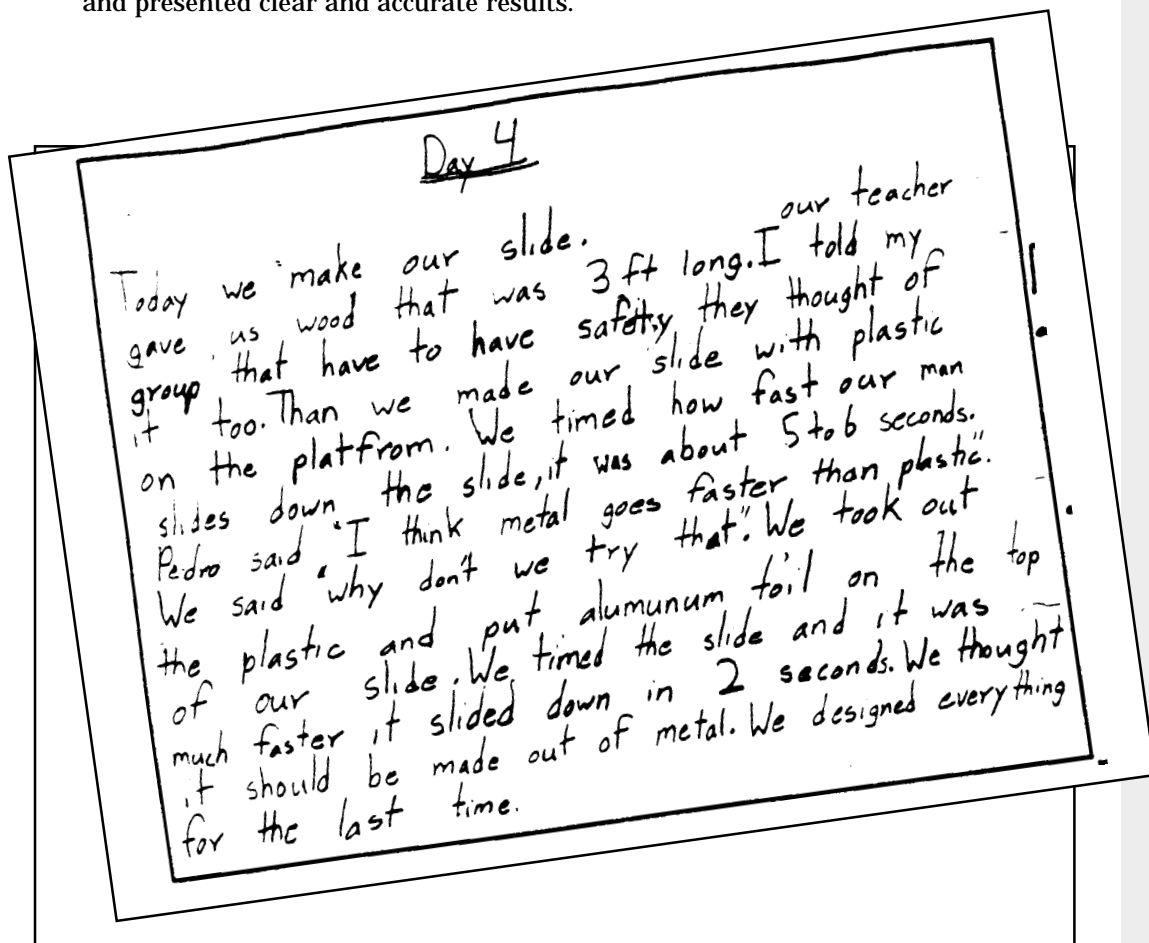 and presented clear and accurate results.
Day 4
Today we make our slide. our teacher
gave us wood that was 3 ft long. I told my
group that have to have safety, they thought of
it too. Than we made our slide with plastic
on the platfrom. We timed how fast our man
slides down the slide, it was about 5 to 6 seconds.
Pedro said "I think metal goes faster than plastic".
We said "why don't we try that". We took out
the plastic and put alumunum foil on the top
of our slide. We timed the slide and it was
much faster it slided down in 2 seconds. We thought
it should be made out of metal. We designed everything
for the last time.